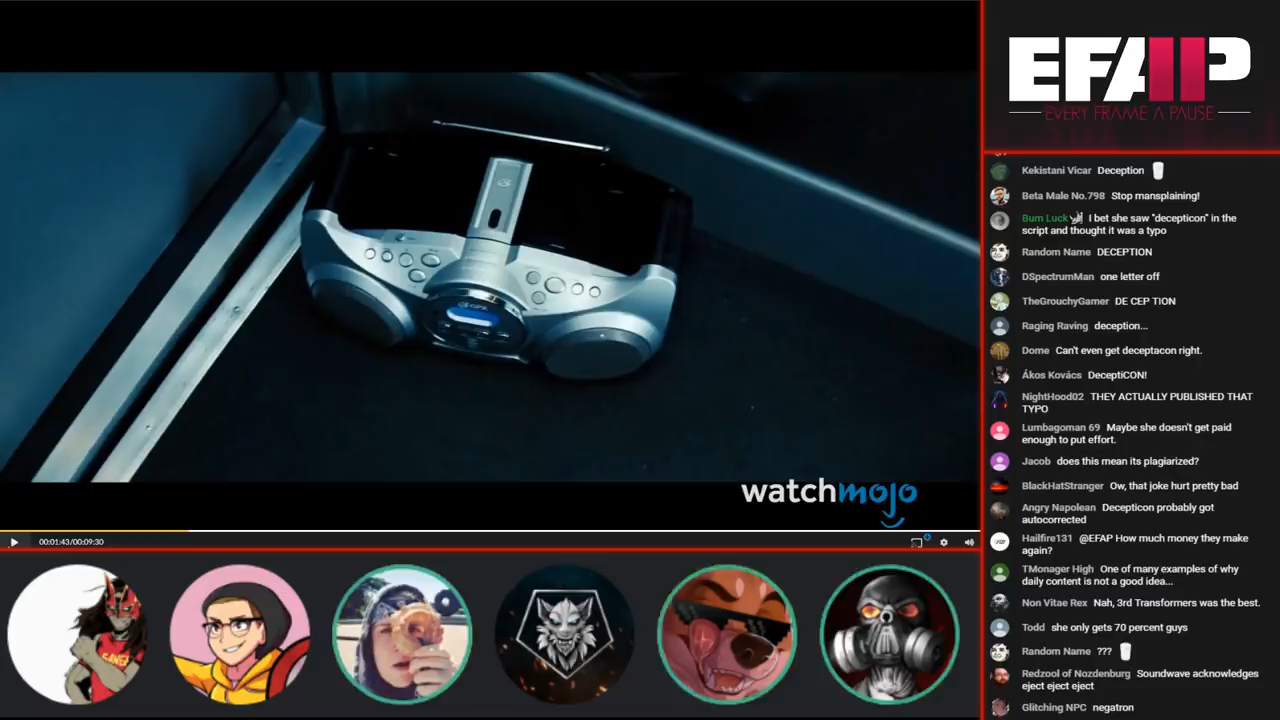 EFAP
EVERY FRAME A PAUSE
Kekistani Vicar Deception
Beta Male No.798 Stop mansplaining!
Bum Luck I bet she saw "decepticon" in the
script and thought it was a typo
Random Name DECEPTION
DSpectrumMan one letter off
TheGrouchyGamer DE CEP TION
Raging Raving deception...
Dome Can't even get deceptacon right.
Ákos Kovács DeceptiCON!
NightHood02 THEY ACTUALLY PUBLISHED THAT
TYPO
Lumbagoman 69 Maybe she doesn't get paid
enough to put effort.
Jacob does this mean its plagiarized?
BlackHatStranger Ow, that joke hurt pretty bad
Angry Napolean Decepticon probably got
autocorrected
Hailfire131 @EFAP How much money they make
again?
TMonager High One of many examples of why
daily content is not a good idea...
Non Vitae Rex Nah, 3rd Transformers was the best.
Todd she only gets 70 percent guys
Random Name ???
Redzool of Nozdenburg Soundwave acknowledges
eject eject eject
Glitching NPC negatron
GPX
watchmojo
00:01:43/00:09:30